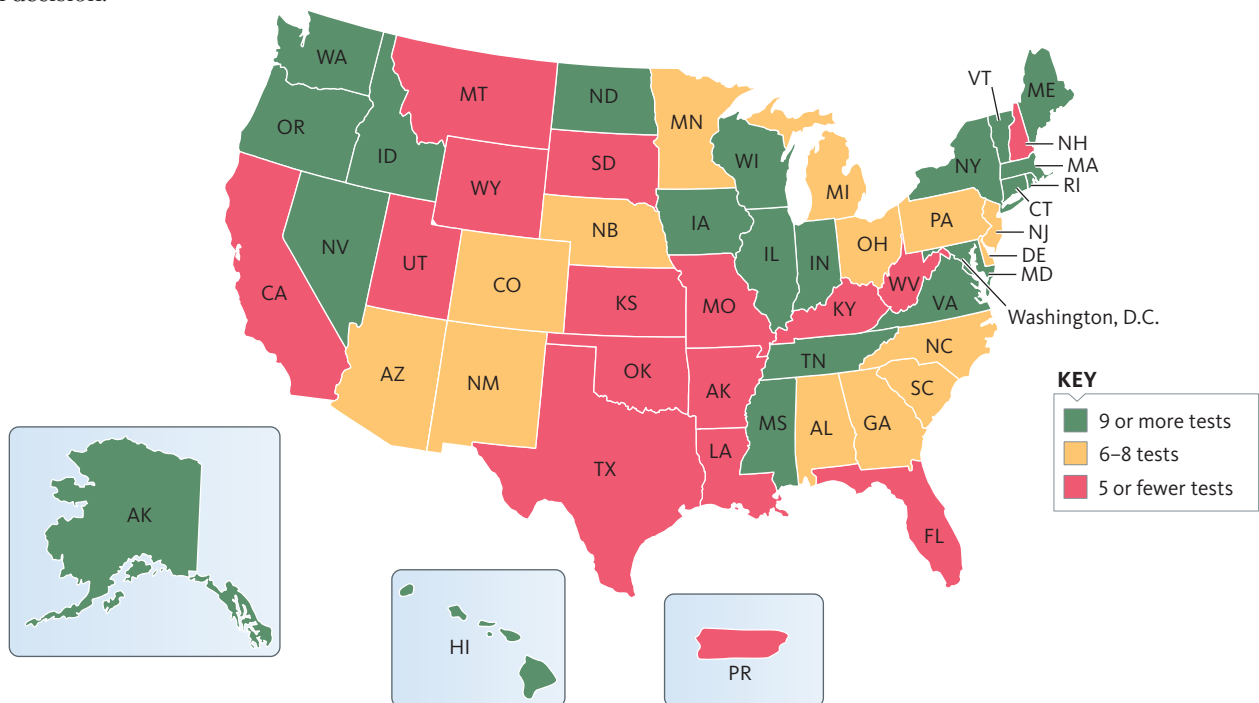 decision.
WA
MT
ND
VT
ME
MN
OR
NH
ID
SD
WI
NY
MA
WY
RI
MI
CT
IA
PA
NB
NJ
NV
OH
UT
IL
IN
DE
CO
MD
CA
WV
KS
MO
KY
VA
Washington, D.C.
NC
TN
AZ
NM
OK
AK
SC
KEY
MS
AL
GA
9 or more tests
LA
6–8 tests
TX
5 or fewer tests
AK
FL
HI
PR